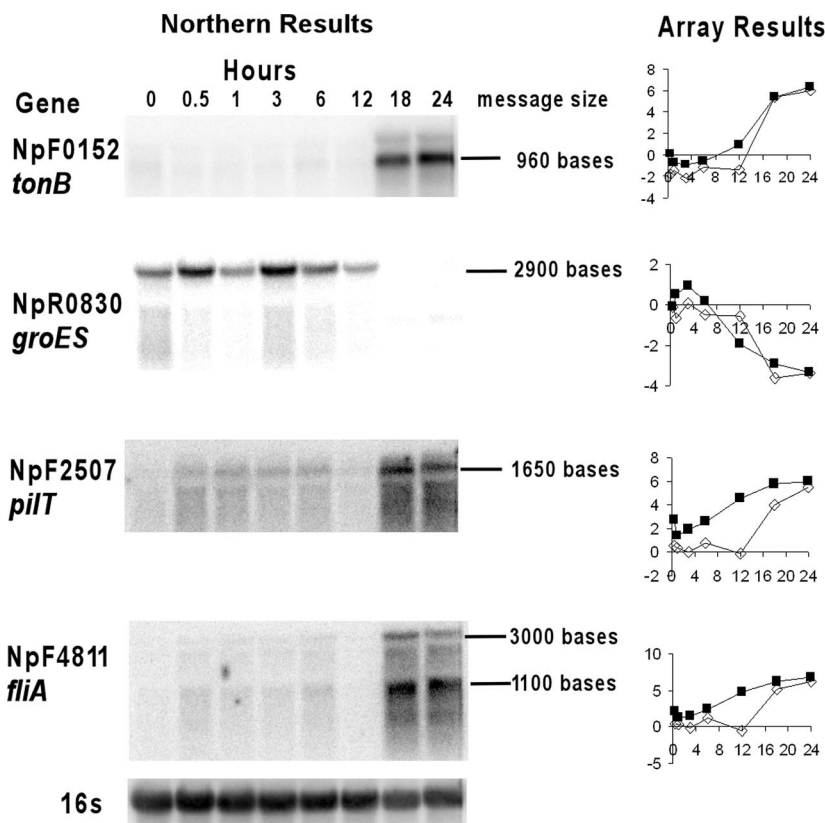 Northern Results
Array Results
Hours
Gene 0 0.5 1 3 6 12 18 24 message size
NpF0152
tonB
960 bases
8
6
4
2
0
-2
-4
0 4 8 12 16 20 24
NpR0830
groES
2900 bases
2
0
-2
-4
0 4 8 12 16 20 24
NpF2507
pilT
1650 bases
8
6
4
2
0
-2
0 4 8 12 16 20 24
NpF4811
fliA
3000 bases
1100 bases
10
5
0
-5
0 4 8 12 16 20 24
16s